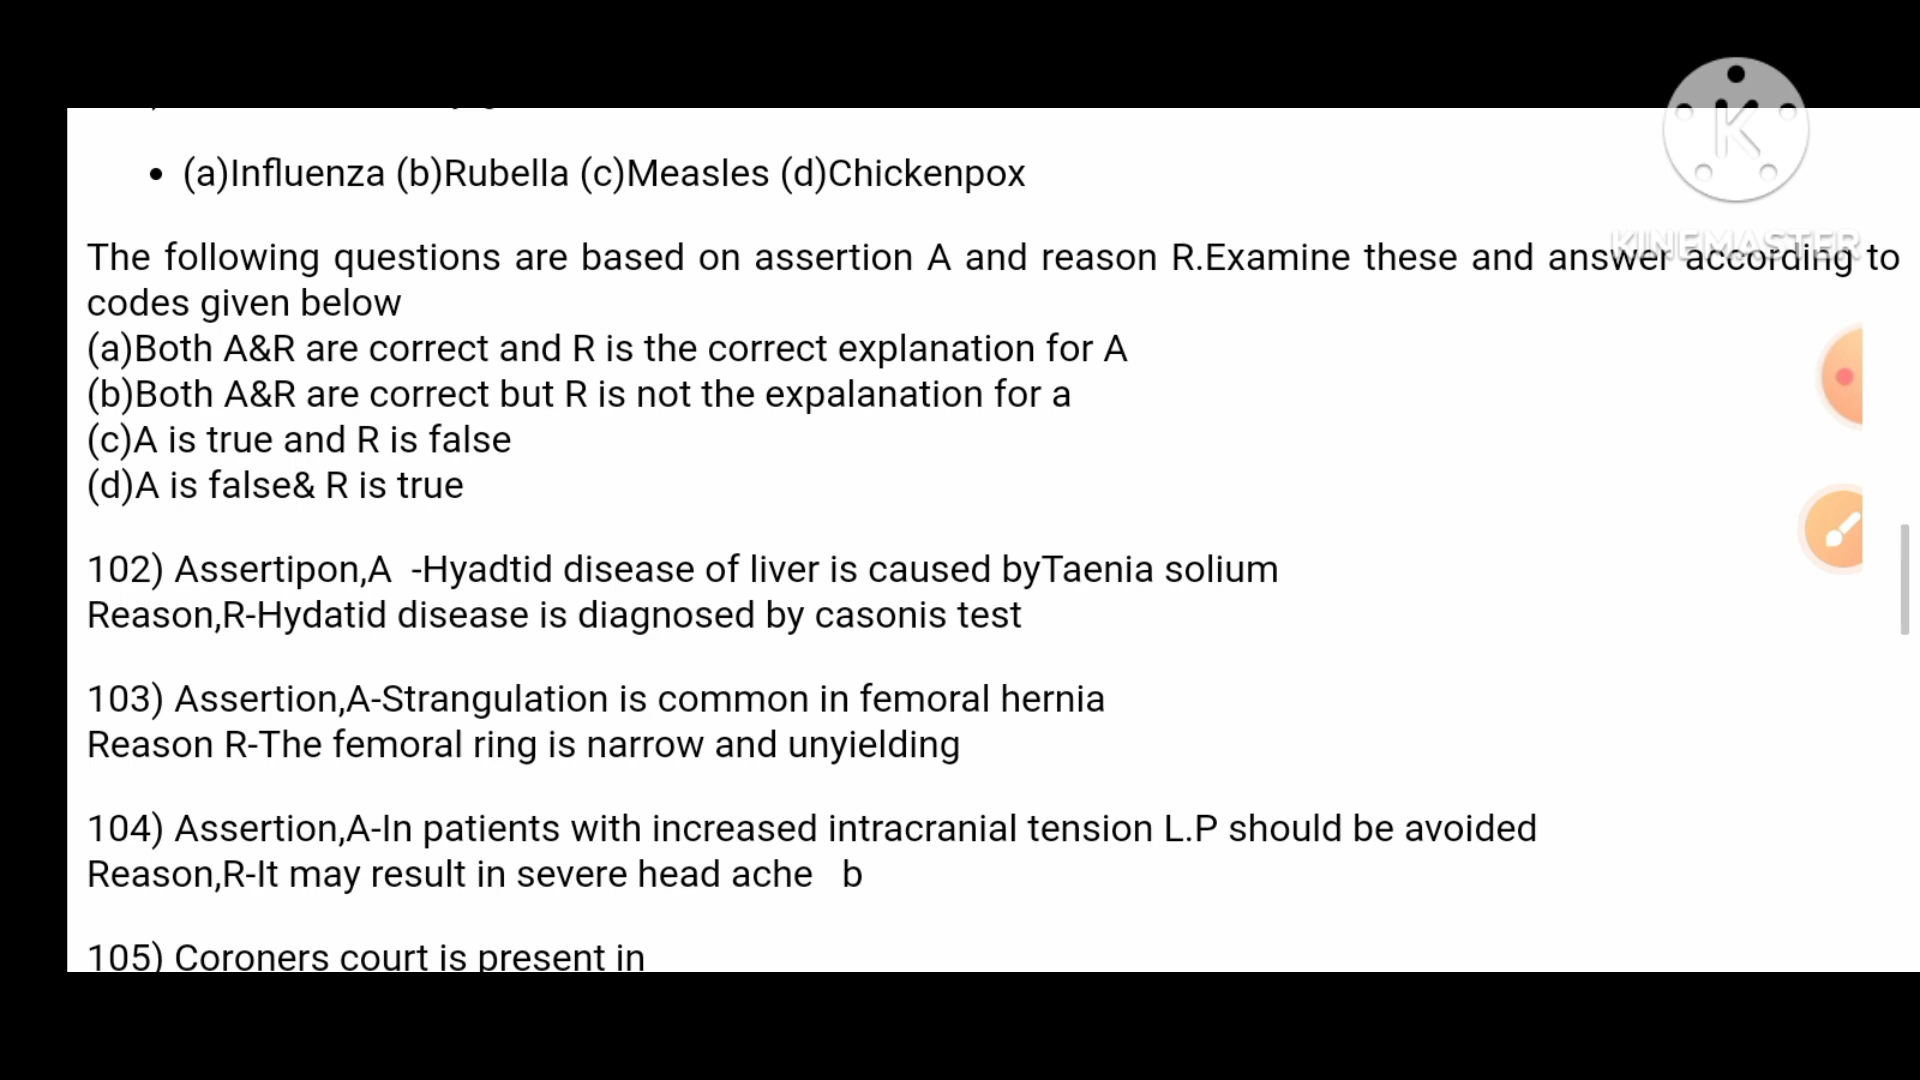 • (a)Influenza (b)Rubella (c)Measles (d)Chickenpox
KINEMASTER
The following questions are based on assertion A and reason R.Examine these and answer according to
codes given below
(a)Both A&R are correct and R is the correct explanation for A
(b)Both A&R are correct but R is not the expalanation for a
(c)A is true and R is false
(d)A is false& R is true
102) Assertipon,A -Hyadtid disease of liver is caused byTaenia solium
Reason,R-Hydatid disease is diagnosed by casonis test
103) Assertion,A-Strangulation is common in femoral hernia
Reason R-The femoral ring is narrow and unyielding
104) Assertion,A-In patients with increased intracranial tension L.P should be avoided
Reason,R-It may result in severe head ache b
105) Coroners court is present in